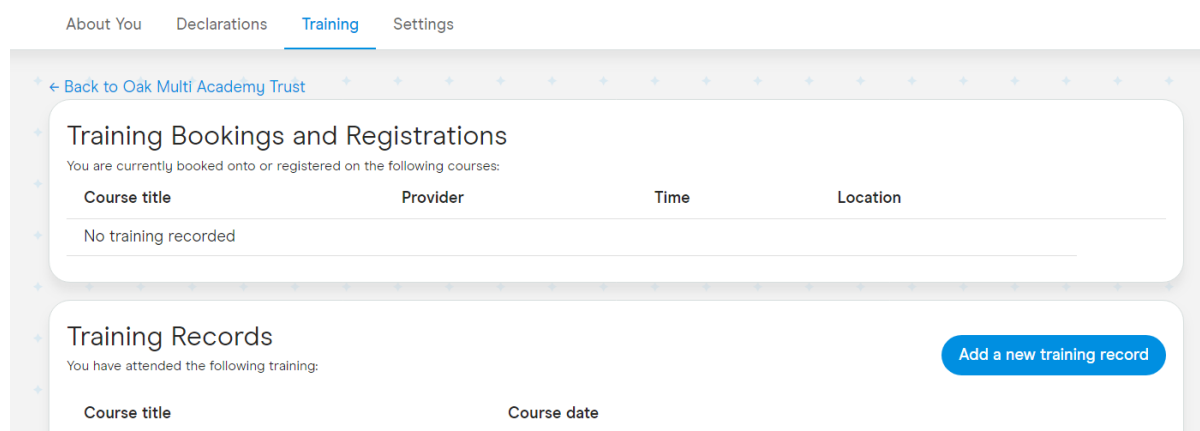 About You Declarations Training Settings
← Back to Oak Multi Academy Trust
Training Bookings and Registrations
You are currently booked onto or registered on the following courses:
Course title Provider Time Location
No training recorded
Training Records
Add a new training record
You have attended the following training:
Course title Course date